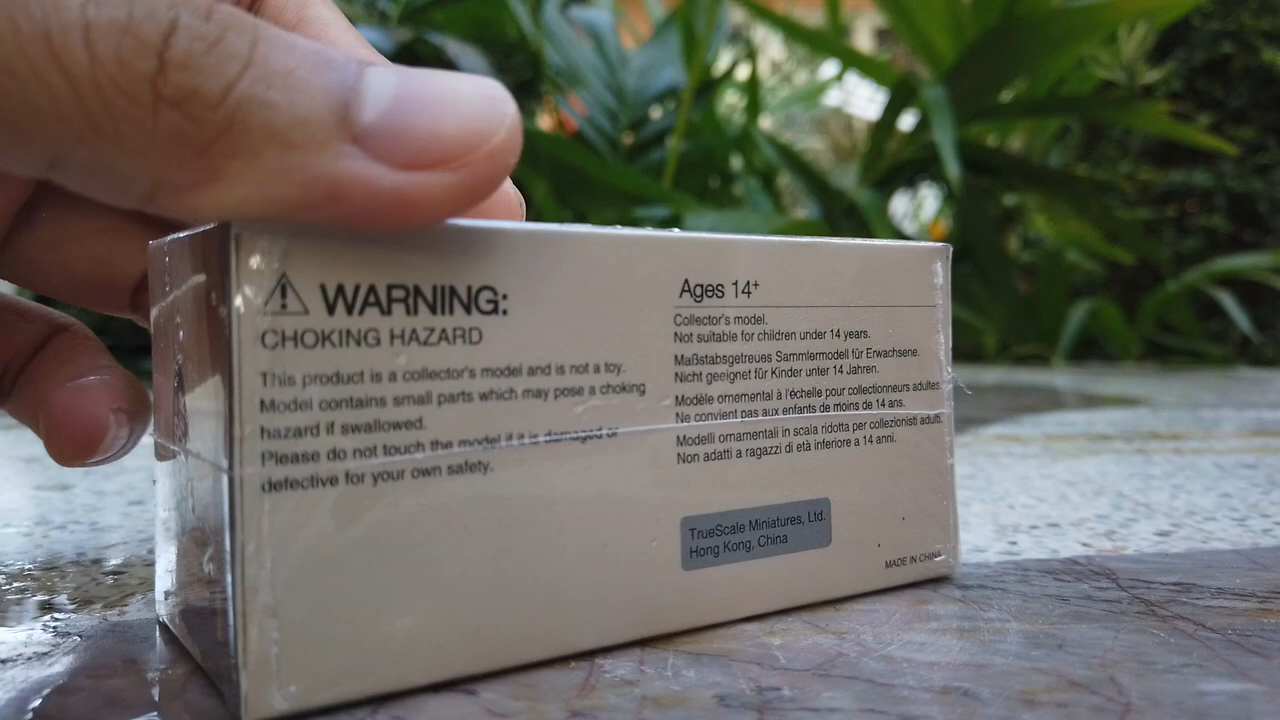 WARNING:
CHOKING HAZARD
This product is a collector's model and is not a toy.
Model contains small parts which may pose a choking
hazard if swallowed.
Please do not touch the model if it is damaged or
defective for your own safety.
Ages 14+
Collector's model.
Not suitable for children under 14 years.
Maßstabsgetreues Sammlermodell für Erwachsene.
Nicht geeignet für Kinder unter 14 Jahren.
Modèle ornemental à l'échelle pour collectionneurs adultes.
Ne convient pas aux enfants de moins de 14 ans.
Modelli ornamentali in scala ridotta per collezionisti adulti.
Non adatti a ragazzi di età inferiore a 14 anni.
TrueScale Miniatures, Ltd.
Hong Kong, China
MADE IN CHINA